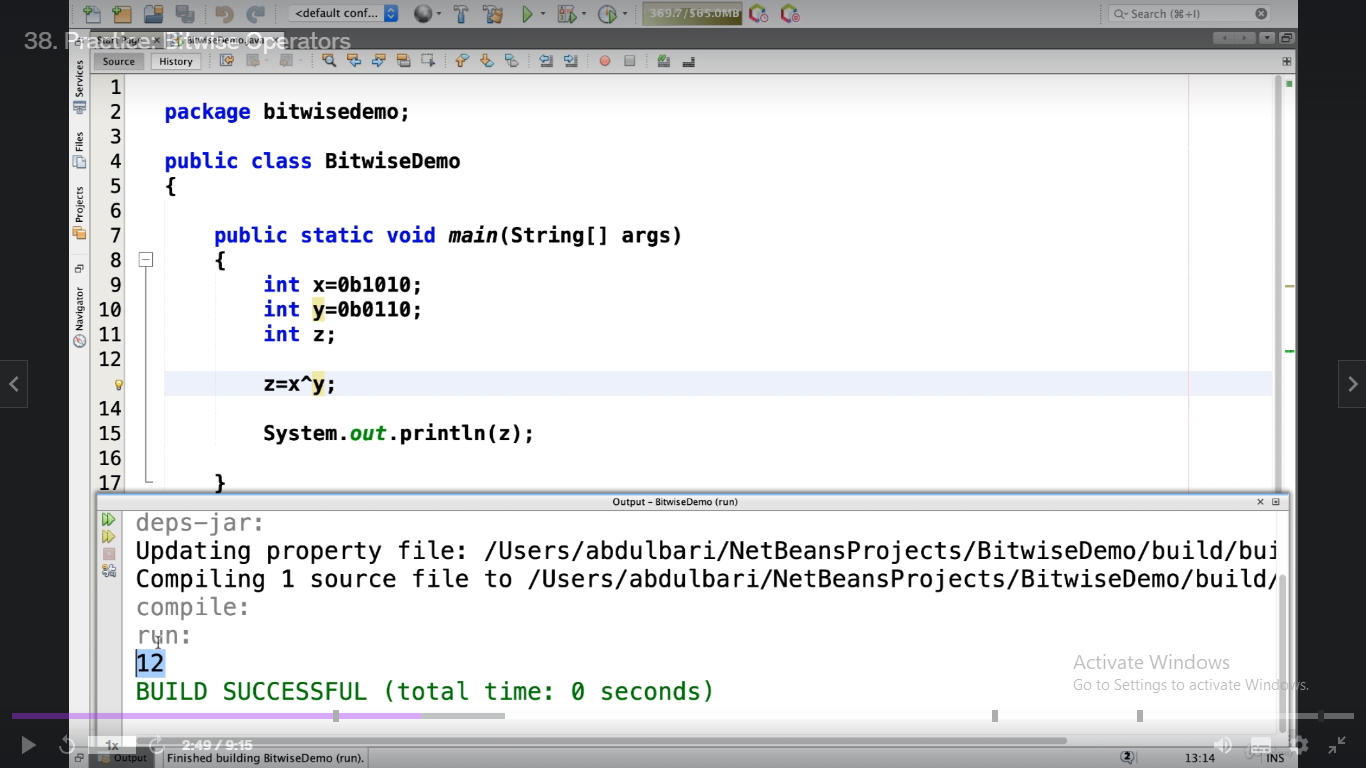 <default conf...
369.7/565.0MB
Search (⌘+I)
38. Practice: Bitwise Operators
Start Page
BitwiseDemo.java
Source
History
Services
Files
Projects
Navigator
1
2 package bitwisedemo;
3
4 public class BitwiseDemo
5 {
6
7 public static void main(String[] args)
8 {
9 int x=0b1010;
10 int y=0b0110;
11 int z;
12
z=x^y;
14
15 System.out.println(z);
16
17 }
Output – BitwiseDemo (run)
deps-jar:
Updating property file: /Users/abdulbari/NetBeansProjects/BitwiseDemo/build/bui
Compiling 1 source file to /Users/abdulbari/NetBeansProjects/BitwiseDemo/build/
compile:
run:
12
BUILD SUCCESSFUL (total time: 0 seconds)
Activate Windows
Go to Settings to activate Windows.
1x
2:49 / 9:15
Output
Finished building BitwiseDemo (run).
2
13:14
INS